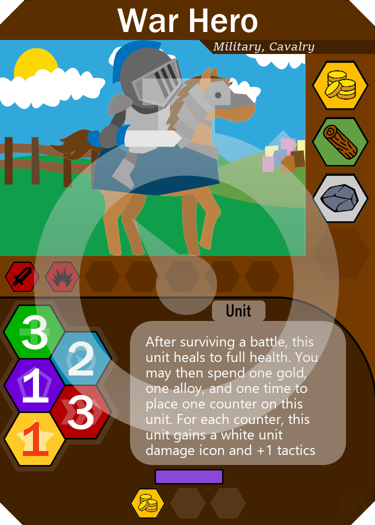 War Hero
Military, Cavalry
Unit
3
2
1
3
1
After surviving a battle, this
unit heals to full health. You
may then spend one gold,
one alloy, and one time to
place one counter on this
unit. For each counter, this
unit gains a white unit
damage icon and +1 tactics